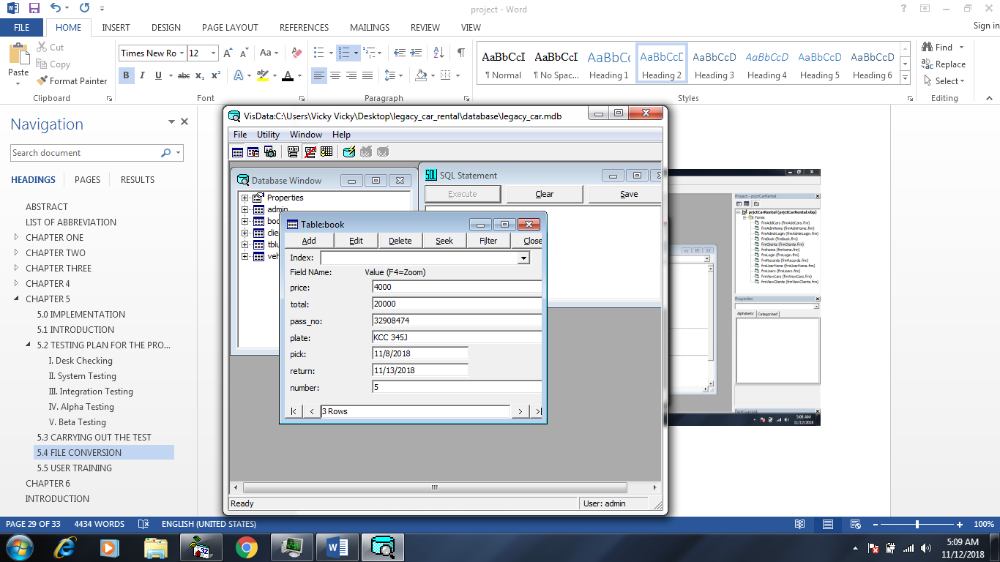 project - Word
Sign in
FILE HOME INSERT DESIGN PAGE LAYOUT REFERENCES MAILINGS REVIEW VIEW
Paste
Cut
Copy
Format Painter
Times New Ro 12
AaBbCcI AaBbCcI AaBbCc AaBbCcD AaBbCcD AaBbCcD AaBbCcD AaBbCcD
¶ Normal ¶ No Spac... Heading 1 Heading 2 Heading 3 Heading 4 Heading 5 Heading 6
Find
Replace
Select
Clipboard Font Paragraph Styles Editing
Navigation
Search document
HEADINGS PAGES RESULTS
ABSTRACT
LIST OF ABBREVIATION
CHAPTER ONE
CHAPTER TWO
CHAPTER THREE
CHAPTER 4
CHAPTER 5
5.0 IMPLEMENTATION
5.1 INTRODUCTION
5.2 TESTING PLAN FOR THE PRO...
I. Desk Checking
II. System Testing
III. Integration Testing
IV. Alpha Testing
V. Beta Testing
5.3 CARRYING OUT THE TEST
5.4 FILE CONVERSION
5.5 USER TRAINING
CHAPTER 6
INTRODUCTION
VisData:C:\Users\Vicky Vicky\Desktop\legacy_car_rental\database\legacy_car.mdb
File Utility Window Help
Database Window
Properties
admin
boo
clie
tblu
veh
SQL Statement
Execute Clear Save
Table:book
Add Edit Delete Seek Filter Close
Index:
Field NAme: Value (F4=Zoom)
price: 4000
total: 20000
pass_no: 32908474
plate: KCC 345J
pick: 11/8/2018
return: 11/13/2018
number: 5
3 Rows
Ready
User: admin
Project - prjctCarRental
prjctCarRental (prjctCarRental.vbp)
Forms
frmAddCars (frmAddCars.frm)
frmAdmHome (frmAdmHome.frm)
frmAdminLogin (frmAdminLogin.frm)
frmBook (frmBook.frm)
frmClients (frmClients.frm)
frmhome (frmhome.frm)
frmLogin (frmLogin.frm)
frmRecords (frmRecords.frm)
frmUserHome (frmUserHome.frm)
frmUsers (frmUsers.frm)
frmViewCars (frmViewCars.frm)
frmViewClients (frmViewClients.frm)
Properties
Alphabetic Categorized
Form Layout
5:08 AM
11/12/2018
PAGE 29 OF 33 4434 WORDS ENGLISH (UNITED STATES)
100%
5:09 AM
11/12/2018